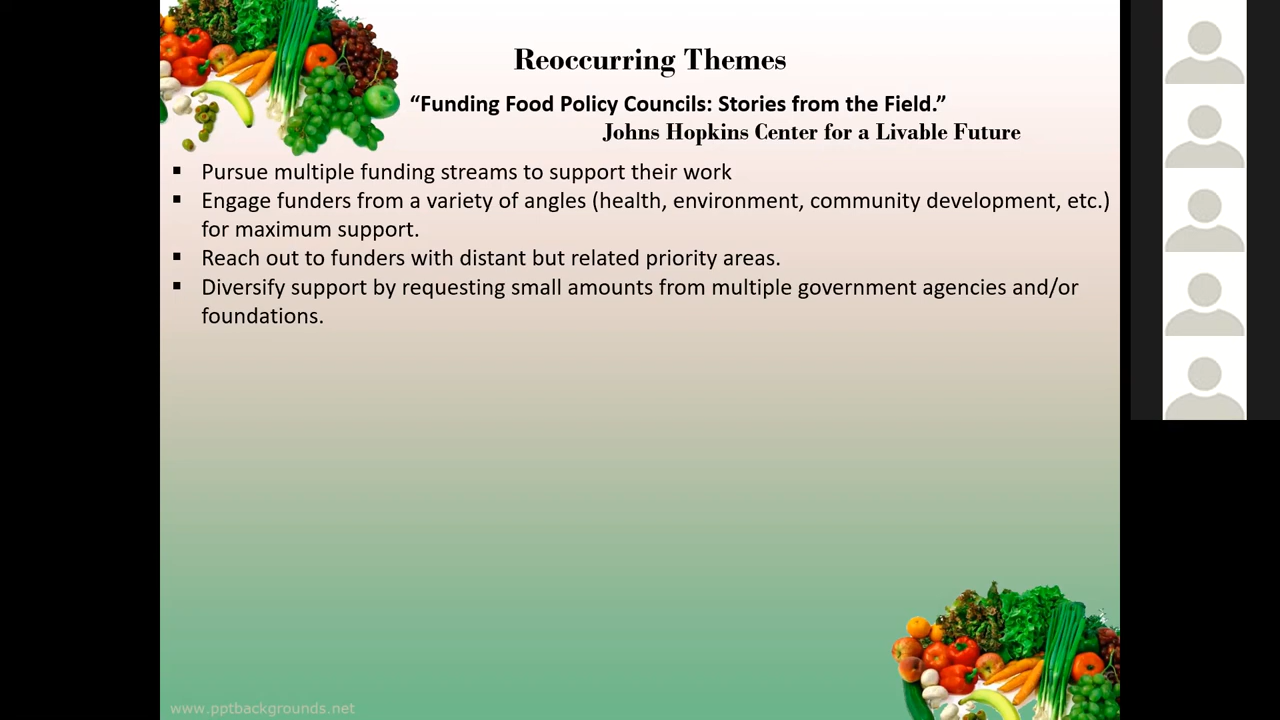 Reoccurring Themes
“Funding Food Policy Councils: Stories from the Field.”
Johns Hopkins Center for a Livable Future
▪ Pursue multiple funding streams to support their work
▪ Engage funders from a variety of angles (health, environment, community development, etc.)
for maximum support.
▪ Reach out to funders with distant but related priority areas.
▪ Diversify support by requesting small amounts from multiple government agencies and/or
foundations.
www.pptbackgrounds.net